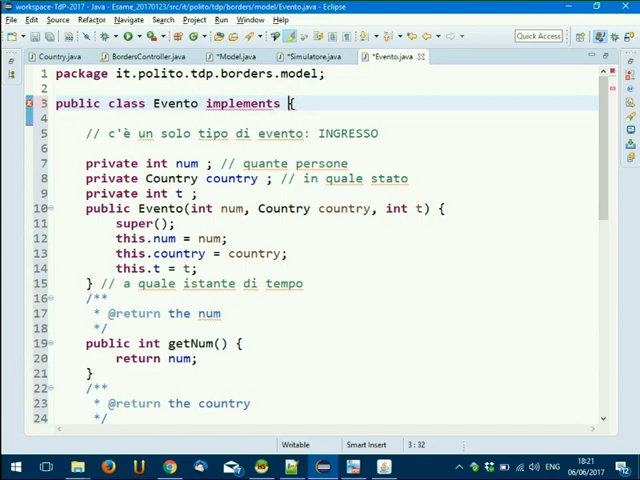 workspace-TdP-2017 - Java - Esame_20170123/src/it/polito/tdp/borders/model/Evento.java - Eclipse
File Edit Source Refactor Navigate Search Project Run Window Help
Quick Access
Country.java BordersController.java *Model.java *Simulatore.java *Evento.java
1 package it.polito.tdp.borders.model;
2
3 public class Evento implements {
4
5 // c'è un solo tipo di evento: INGRESSO
6
7 private int num ; // quante persone
8 private Country country ; // in quale stato
9 private int t ;
10 public Evento(int num, Country country, int t) {
11 super();
12 this.num = num;
13 this.country = country;
14 this.t = t;
15 } // a quale istante di tempo
16 /**
17 * @return the num
18 */
19 public int getNum() {
20 return num;
21 }
22 /**
23 * @return the country
24 */
Writable Smart Insert 3 : 32
ENG 18:21
06/06/2017